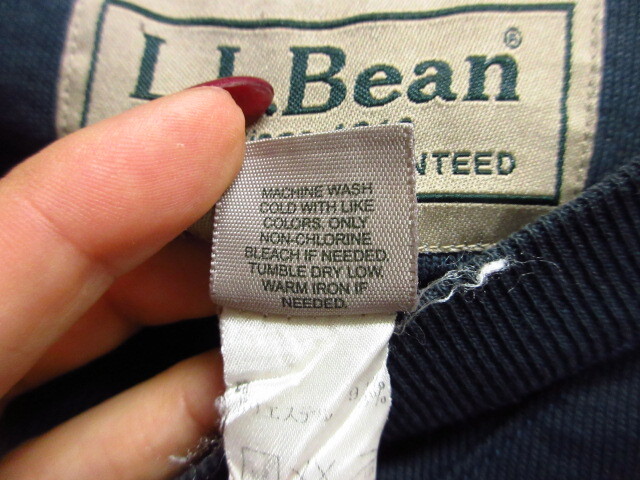 L.L.Bean®
NTEED
MACHINE WASH
COLD WITH LIKE
COLORS, ONLY
NON-CHLORINE
BLEACH IF NEEDED.
TUMBLE DRY LOW.
WARM IRON IF
NEEDED.